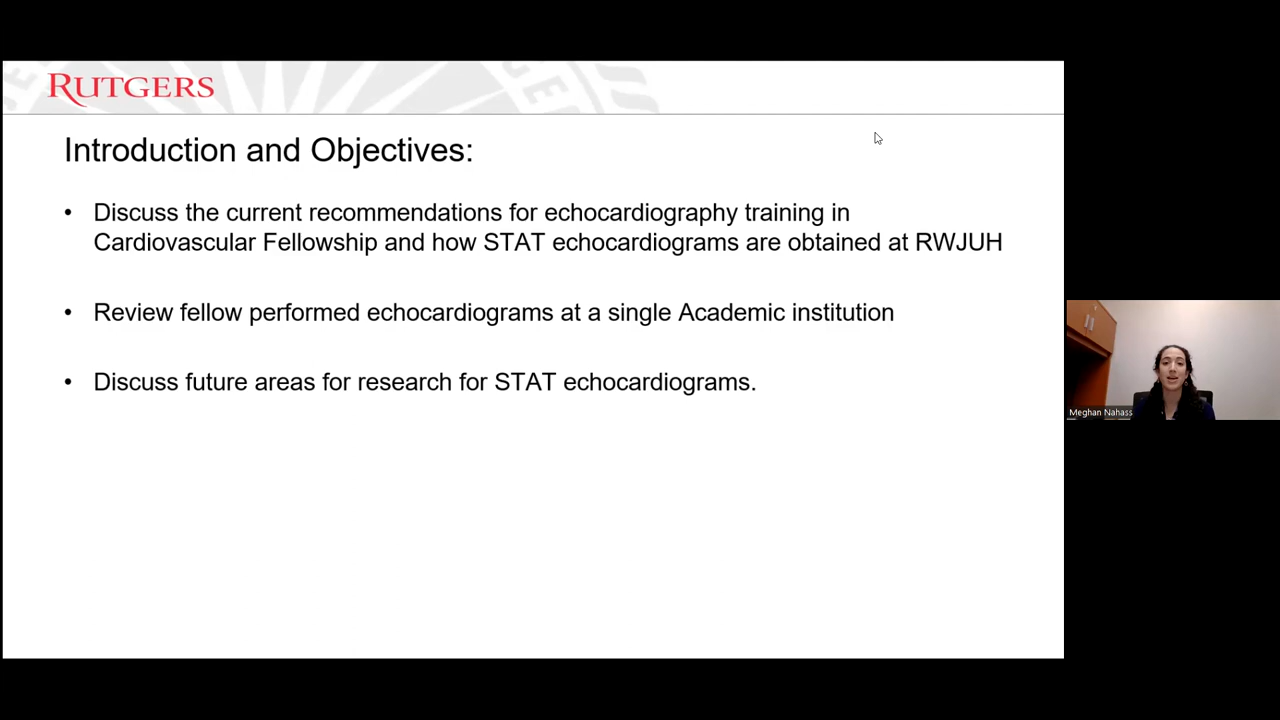 RUTGERS
Introduction and Objectives:
• Discuss the current recommendations for echocardiography training in
Cardiovascular Fellowship and how STAT echocardiograms are obtained at RWJUH
• Review fellow performed echocardiograms at a single Academic institution
• Discuss future areas for research for STAT echocardiograms.
Meghan Nahass